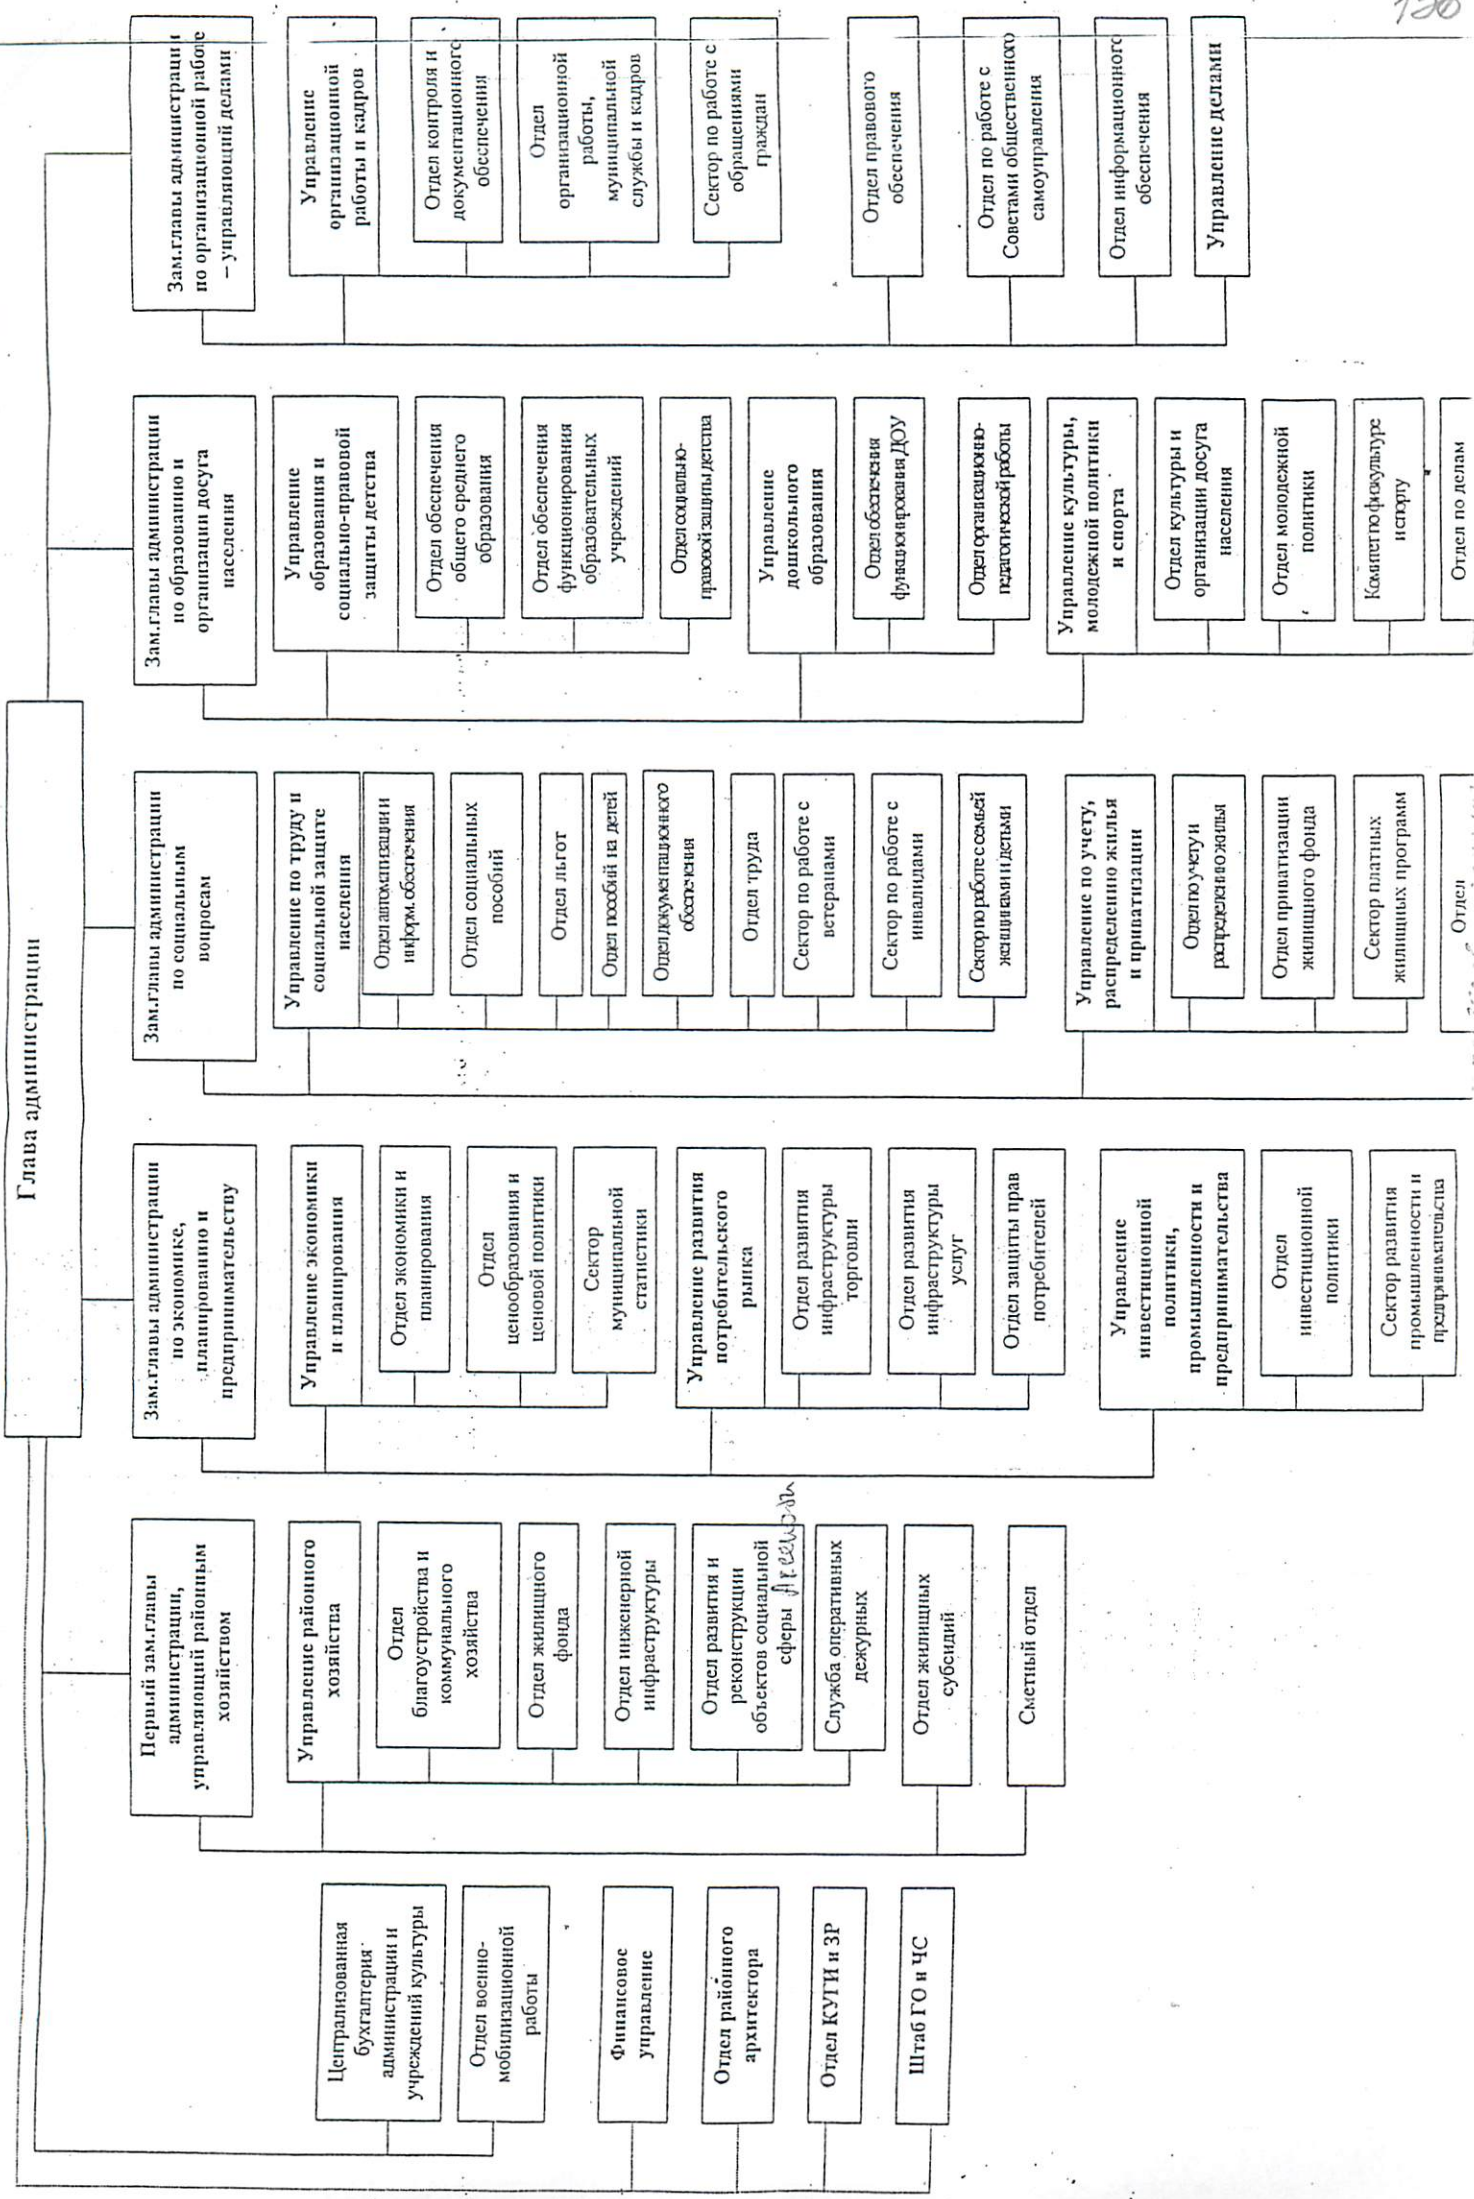 Глава администрации
Централизованная
бухгалтерия
администрации и
учреждений культуры
Отдел военно-
мобилизационной
работы
Финансовое
управление
Отдел районного
архитектора
Отдел КУГИ и ЗР
Штаб ГО и ЧС
Первый зам.главы
администрации,
управляющий районным
хозяйством
Управление районного
хозяйства
Отдел
благоустройства и
коммунального
хозяйства
Отдел жилищного
фонда
Отдел инженерной
инфраструктуры
Отдел развития и
реконструкции
объектов социальной
сферы
Служба оперативных
дежурных
Отдел жилищных
субсидий
Сметный отдел
Зам.главы администрации
по экономике,
планированию и
предпринимательству
Управление экономики
и планирования
Отдел экономики и
планирования
Отдел
ценообразования и
ценовой политики
Сектор
муниципальной
статистики
Управление развития
потребительского
рынка
Отдел развития
инфраструктуры
торговли
Отдел развития
инфраструктуры
услуг
Отдел защиты прав
потребителей
Управление
инвестиционной
политики,
промышленности и
предпринимательства
Отдел
инвестиционной
политики
Сектор развития
промышленности и
предпринимательства
Зам.главы администрации
по социальным
вопросам
Управление по труду и
социальной защите
населения
Отдел автоматизации и
информ. обеспечения
Отдел социальных
пособий
Отдел льгот
Отдел пособий на детей
Отдел документационного
обеспечения
Отдел труда
Сектор по работе с
ветеранами
Сектор по работе с
инвалидами
Сектор по работе с семьей
женщинами и детьми
Управление по учету,
распределению жилья
и приватизации
Отдел по учету и
распределению жилья
Отдел приватизации
жилищного фонда
Сектор платных
жилищных программ
Отдел
Зам.главы администрации
по образованию и
организации досуга
населения
Управление
образования и
социально-правовой
защиты детства
Отдел обеспечения
общего среднего
образования
Отдел обеспечения
функционирования
образовательных
учреждений
Отдел социально-
правовой защиты детства
Управление
дошкольного
образования
Отдел обеспечения
функционирования ДОУ
Отдел организационно-
педагогической работы
Управление культуры,
молодежной политики
и спорта
Отдел культуры и
организации досуга
населения
Отдел молодежной
политики
Комитет по физкультуре
и спорту
Отдел по делам
Зам.главы администрации
по организационной работе
– управляющий делами
Управление
организационной
работы и кадров
Отдел контроля и
документационного
обеспечения
Отдел
организационной
работы,
муниципальной
службы и кадров
Сектор по работе с
обращениями
граждан
Отдел правового
обеспечения
Отдел по работе с
Советами общественного
самоуправления
Отдел информационного
обеспечения
Управление делами